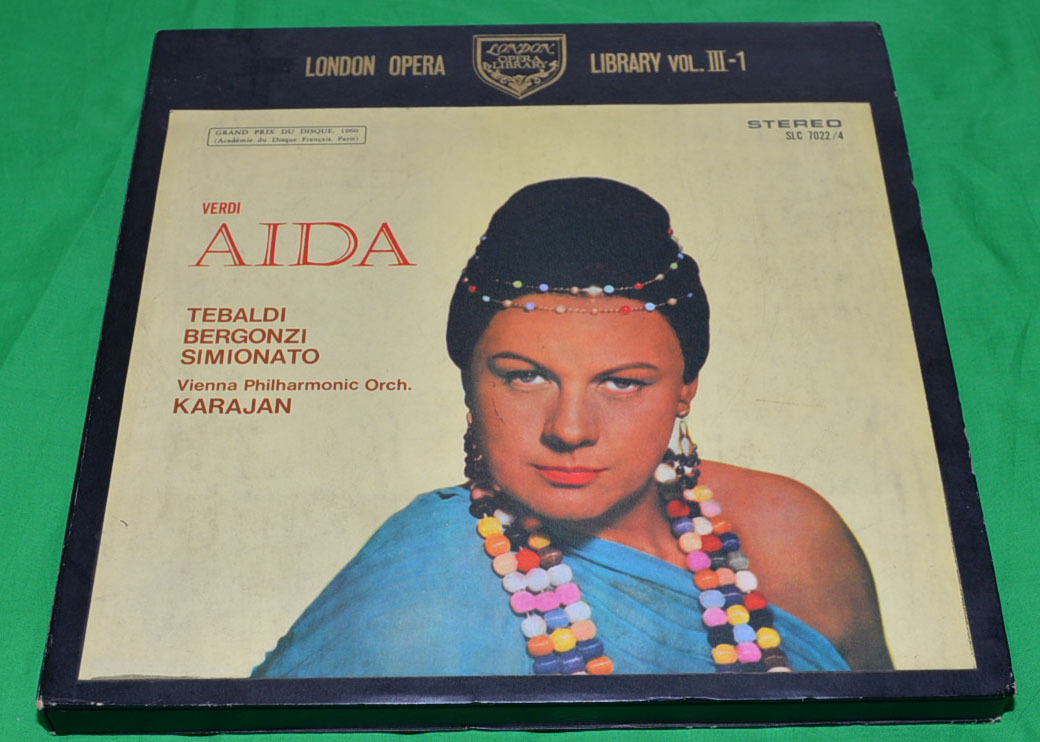 LONDON OPERA
LONDON
OPERA
LIBRARY
LIBRARY VOL. III-1
GRAND PRIX DU DISQUE, 1960
(Académie du Disque Français, Paris)
STEREO
SLC 7022/4
VERDI
AIDA
TEBALDI
BERGONZI
SIMIONATO
Vienna Philharmonic Orch.
KARAJAN